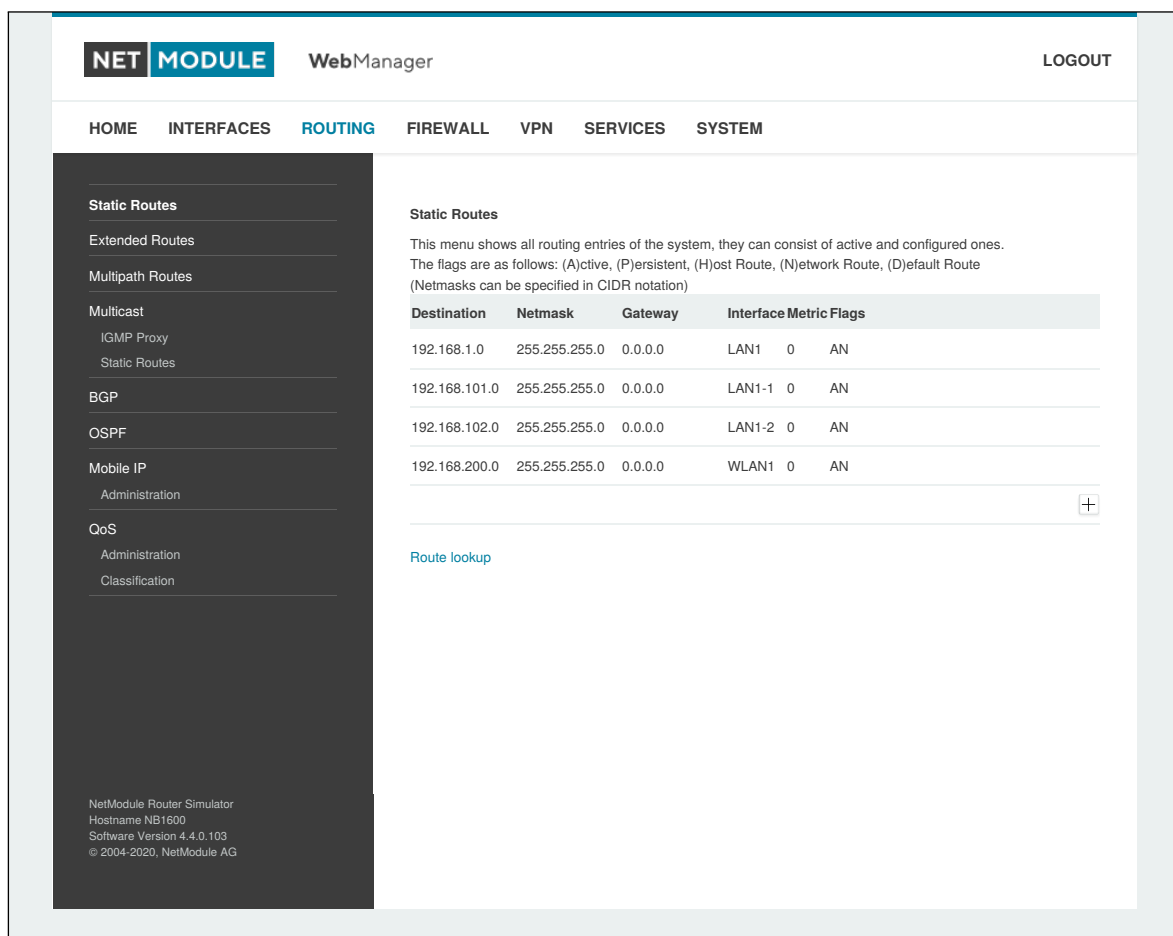 NET MODULE WebManager LOGOUT
HOME INTERFACES ROUTING FIREWALL VPN SERVICES SYSTEM
Static Routes
Extended Routes
Multipath Routes
Multicast
IGMP Proxy
Static Routes
BGP
OSPF
Mobile IP
Administration
QoS
Administration
Classification
NetModule Router Simulator
Hostname NB1600
Software Version 4.4.0.103
© 2004-2020, NetModule AG
Static Routes
This menu shows all routing entries of the system, they can consist of active and configured ones.
The flags are as follows: (A)ctive, (P)ersistent, (H)ost Route, (N)etwork Route, (D)efault Route
(Netmasks can be specified in CIDR notation)
Destination Netmask Gateway Interface Metric Flags
192.168.1.0 255.255.255.0 0.0.0.0 LAN1 0 AN
192.168.101.0 255.255.255.0 0.0.0.0 LAN1-1 0 AN
192.168.102.0 255.255.255.0 0.0.0.0 LAN1-2 0 AN
192.168.200.0 255.255.255.0 0.0.0.0 WLAN1 0 AN
Route lookup